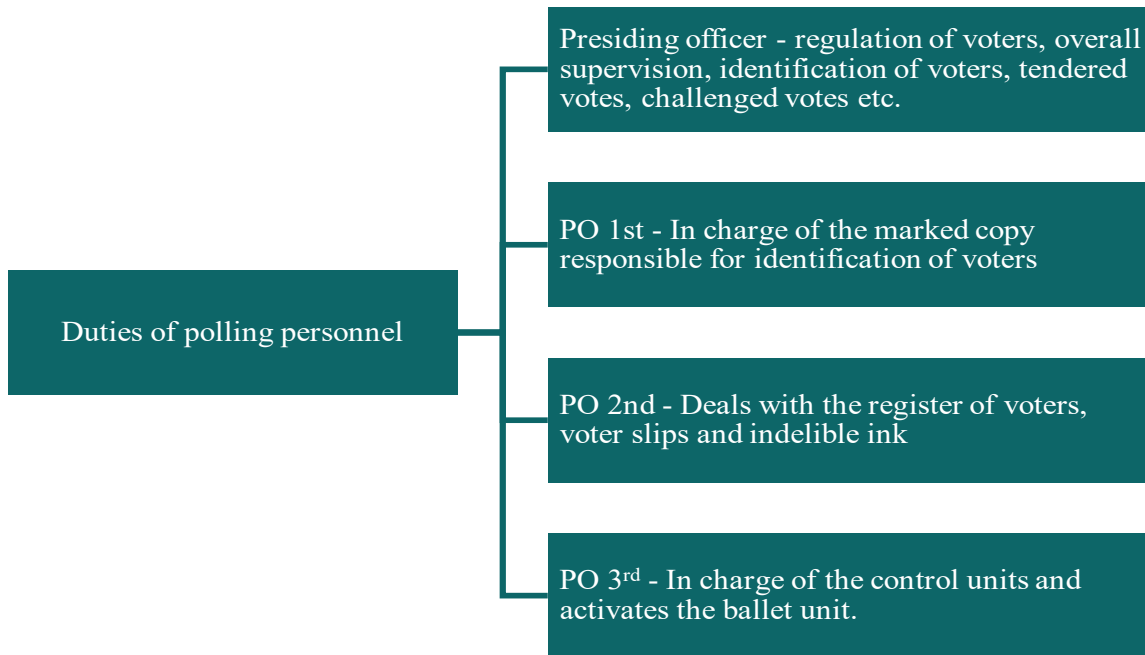 Presiding officer - regulation of voters, overall
supervision, identification of voters, tendered
votes, challenged votes etc.
PO 1st - In charge of the marked copy
responsible for identification of voters
Duties of polling personnel
PO 2nd - Deals with the register of voters,
voter slips and indelible ink
PO 3rd - In charge of the control units and
activates the ballet unit.